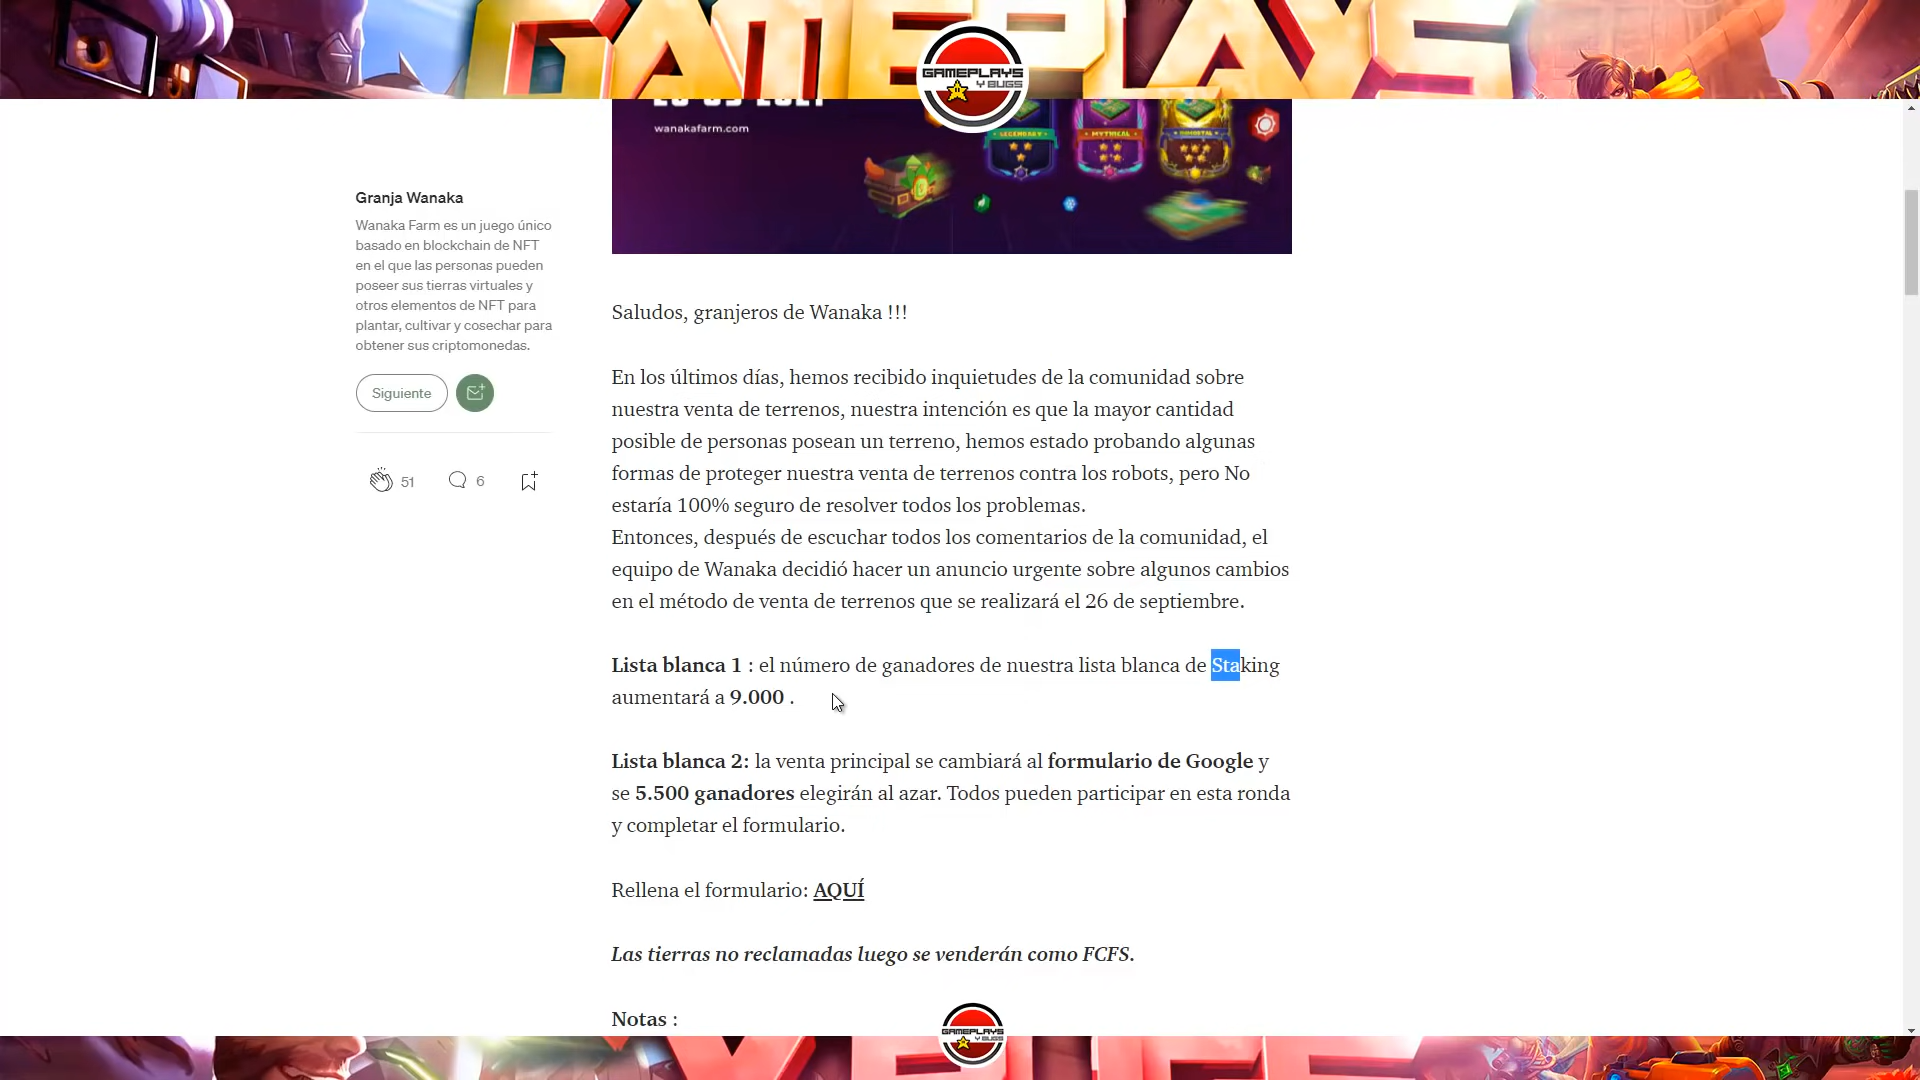 GAMEPLAYS
GAMEPLAYS
Y BUGS
wanakafarm.com
LEGENDARY
MYTHICAL
IMMORTAL
Granja Wanaka
Wanaka Farm es un juego único
basado en blockchain de NFT
en el que las personas pueden
poseer sus tierras virtuales y
otros elementos de NFT para
plantar, cultivar y cosechar para
obtener sus criptomonedas.
Siguiente
51
6
Saludos, granjeros de Wanaka !!!
En los últimos días, hemos recibido inquietudes de la comunidad sobre
nuestra venta de terrenos, nuestra intención es que la mayor cantidad
posible de personas posean un terreno, hemos estado probando algunas
formas de proteger nuestra venta de terrenos contra los robots, pero No
estaría 100% seguro de resolver todos los problemas.
Entonces, después de escuchar todos los comentarios de la comunidad, el
equipo de Wanaka decidió hacer un anuncio urgente sobre algunos cambios
en el método de venta de terrenos que se realizará el 26 de septiembre.
Lista blanca 1 : el número de ganadores de nuestra lista blanca de Staking
aumentará a 9.000 .
Lista blanca 2: la venta principal se cambiará al formulario de Google y
se 5.500 ganadores elegirán al azar. Todos pueden participar en esta ronda
y completar el formulario.
Rellena el formulario: AQUÍ
Las tierras no reclamadas luego se venderán como FCFS.
Notas :
GAMEPLAYS
Y BUGS